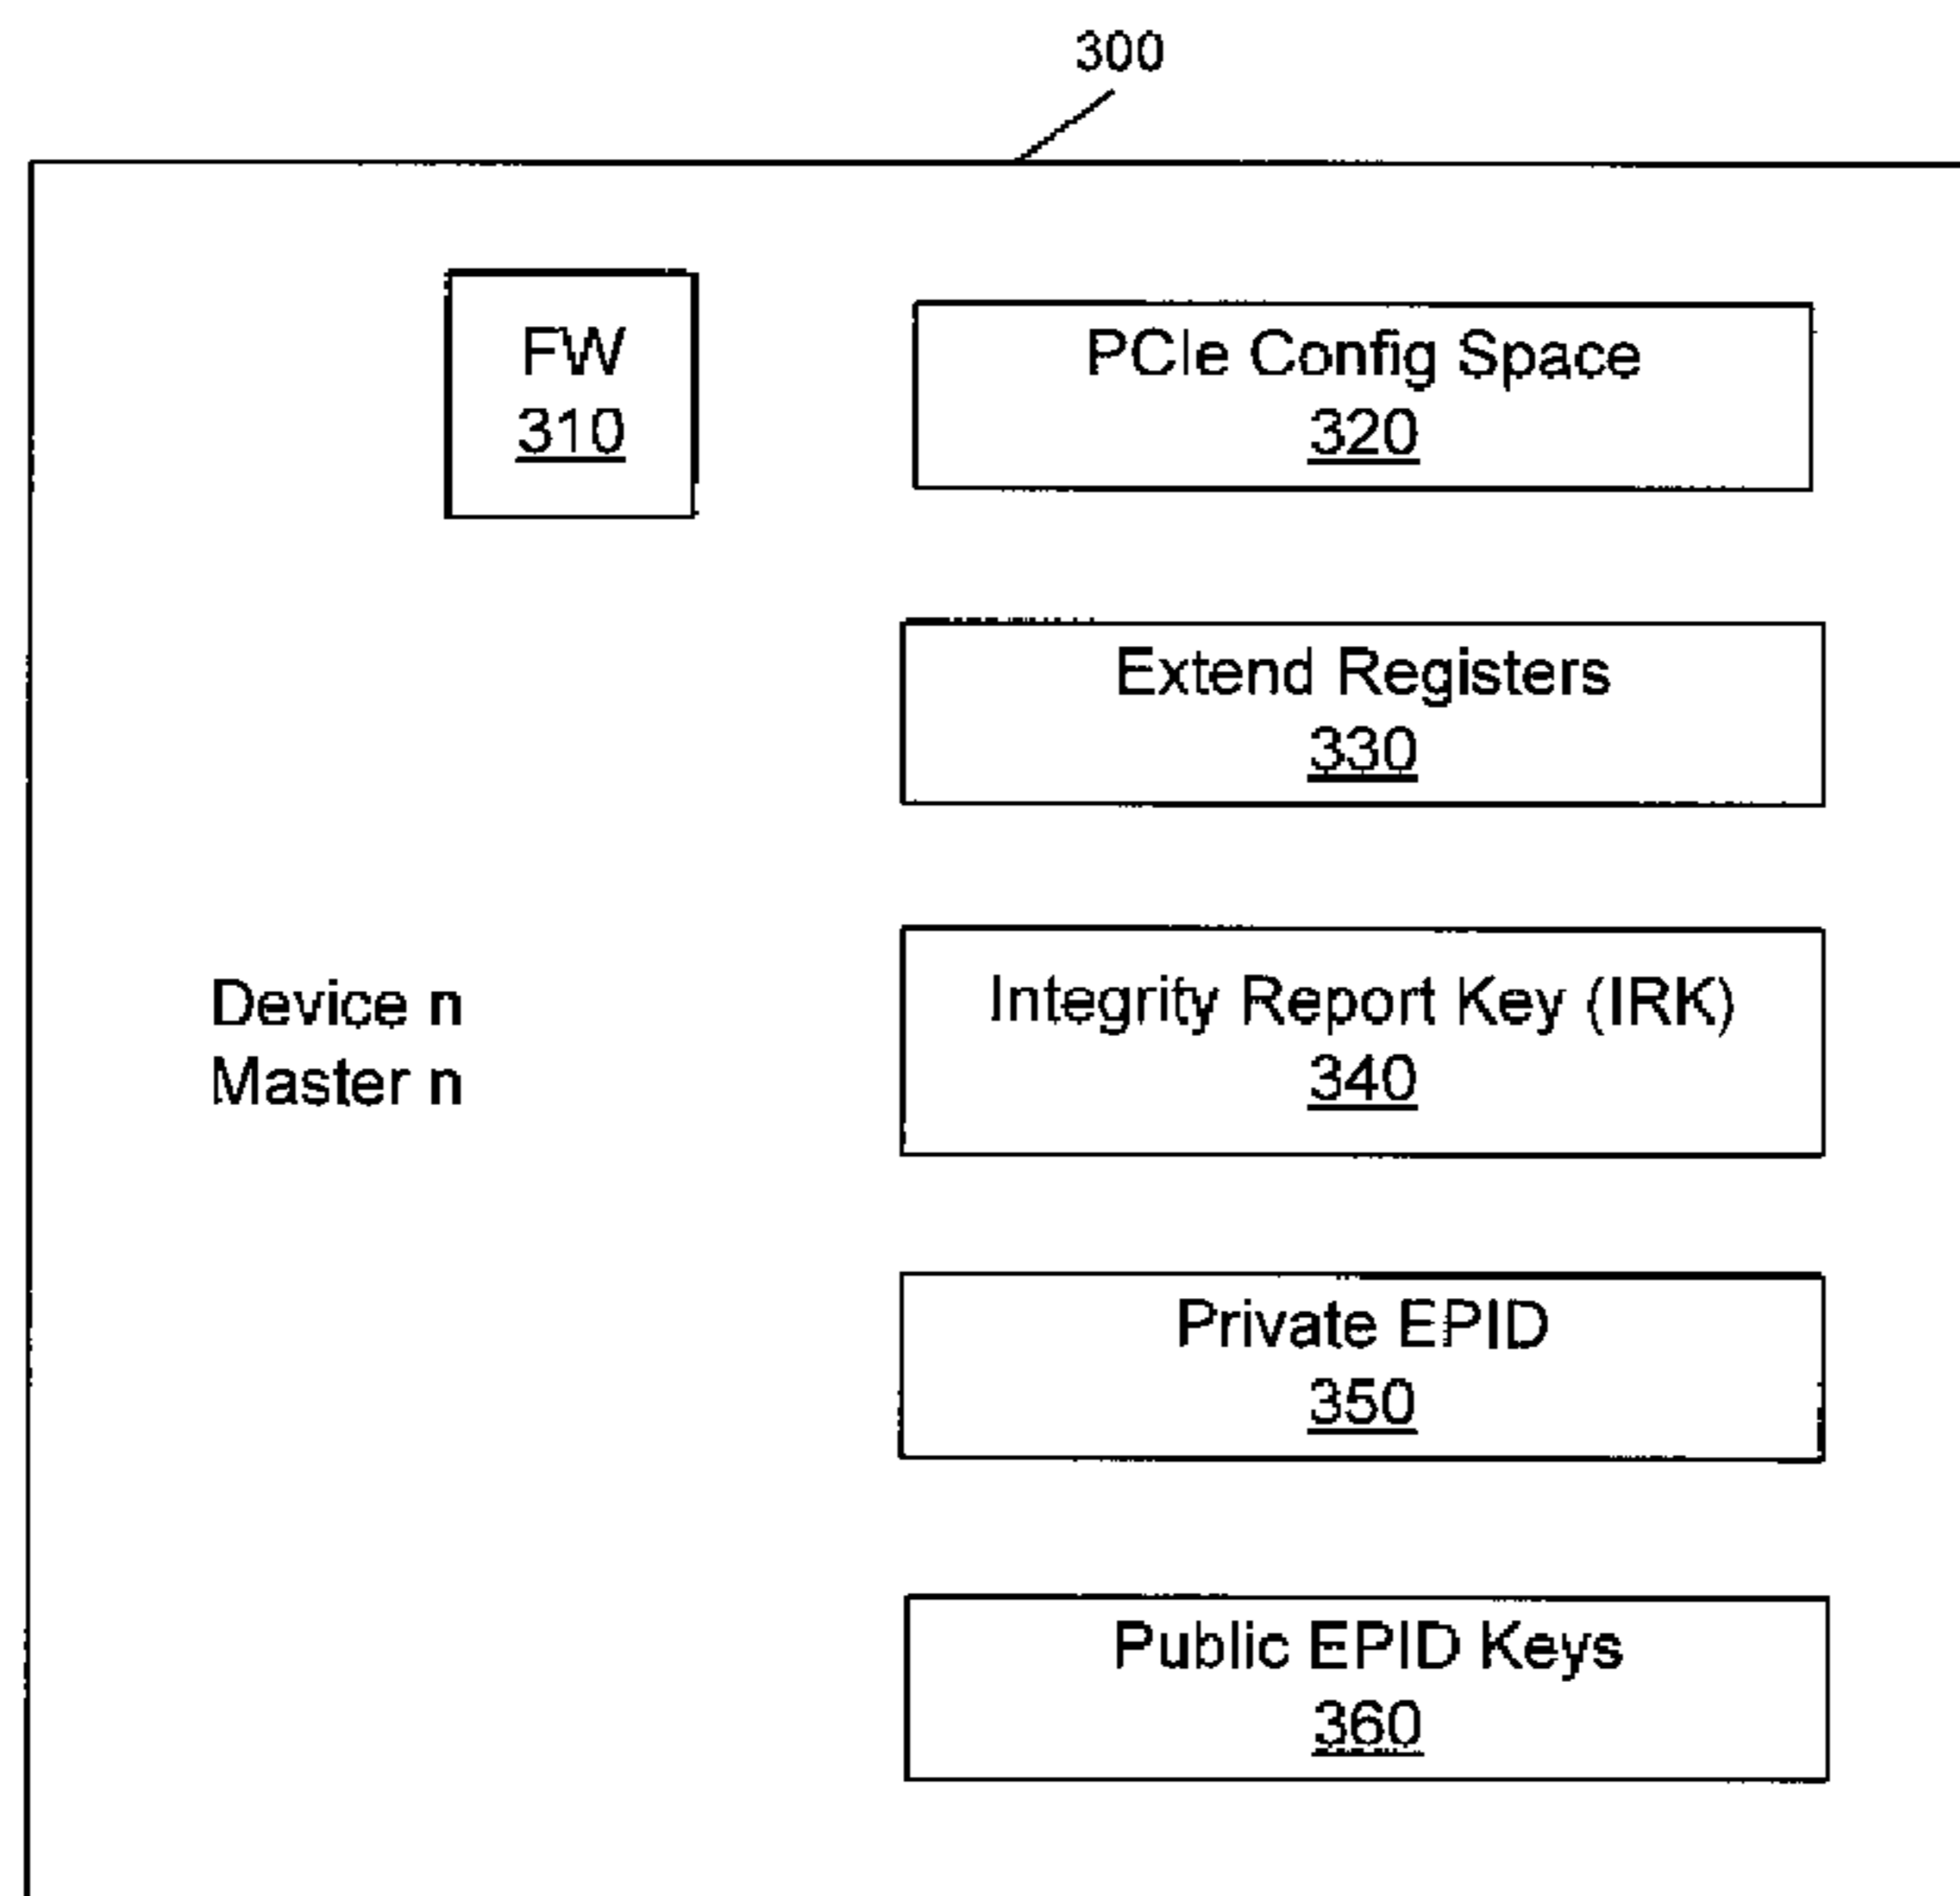 300
FW
310
PCIe Config Space
320
Extend Registers
330
Device n
Master n
Integrity Report Key (IRK)
340
Private EPID
350
Public EPID Keys
360